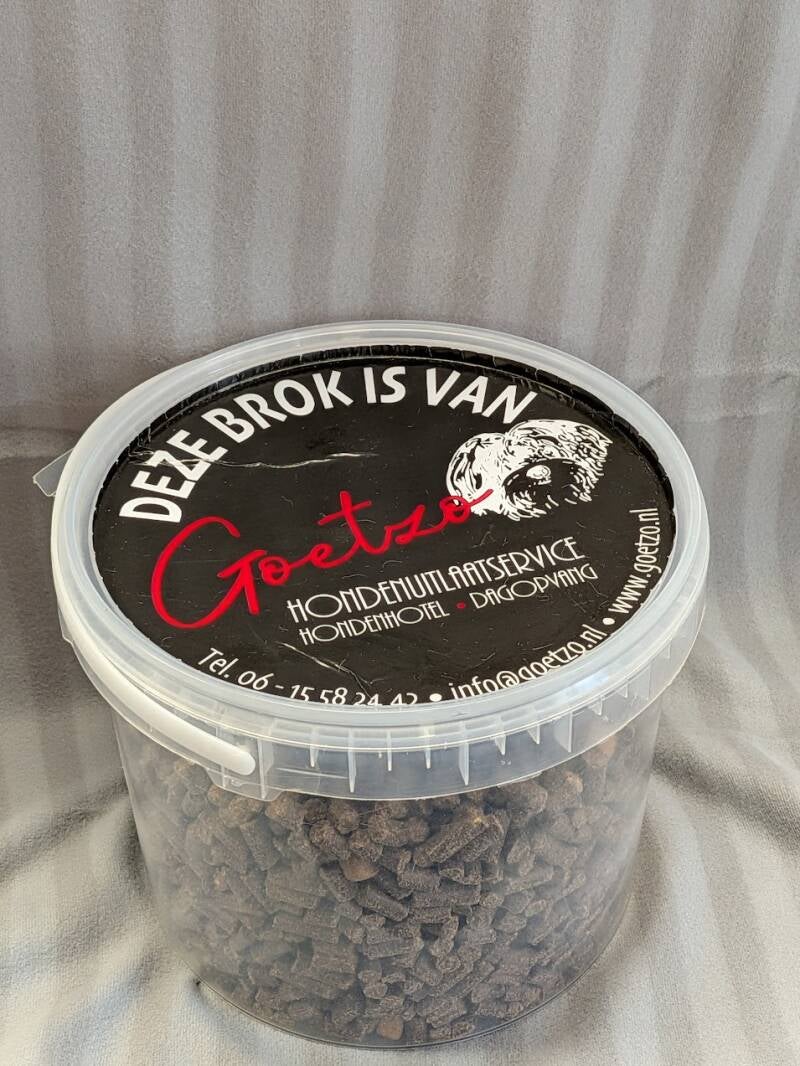 DEZE BROK IS VAN
Goetzo
HONDENUITLAATSERVICE
HONDENHOTEL • DAGOPVANG
Tel. 06 - 15 58 24 42 • info@goetzo.nl • www.goetzo.nl